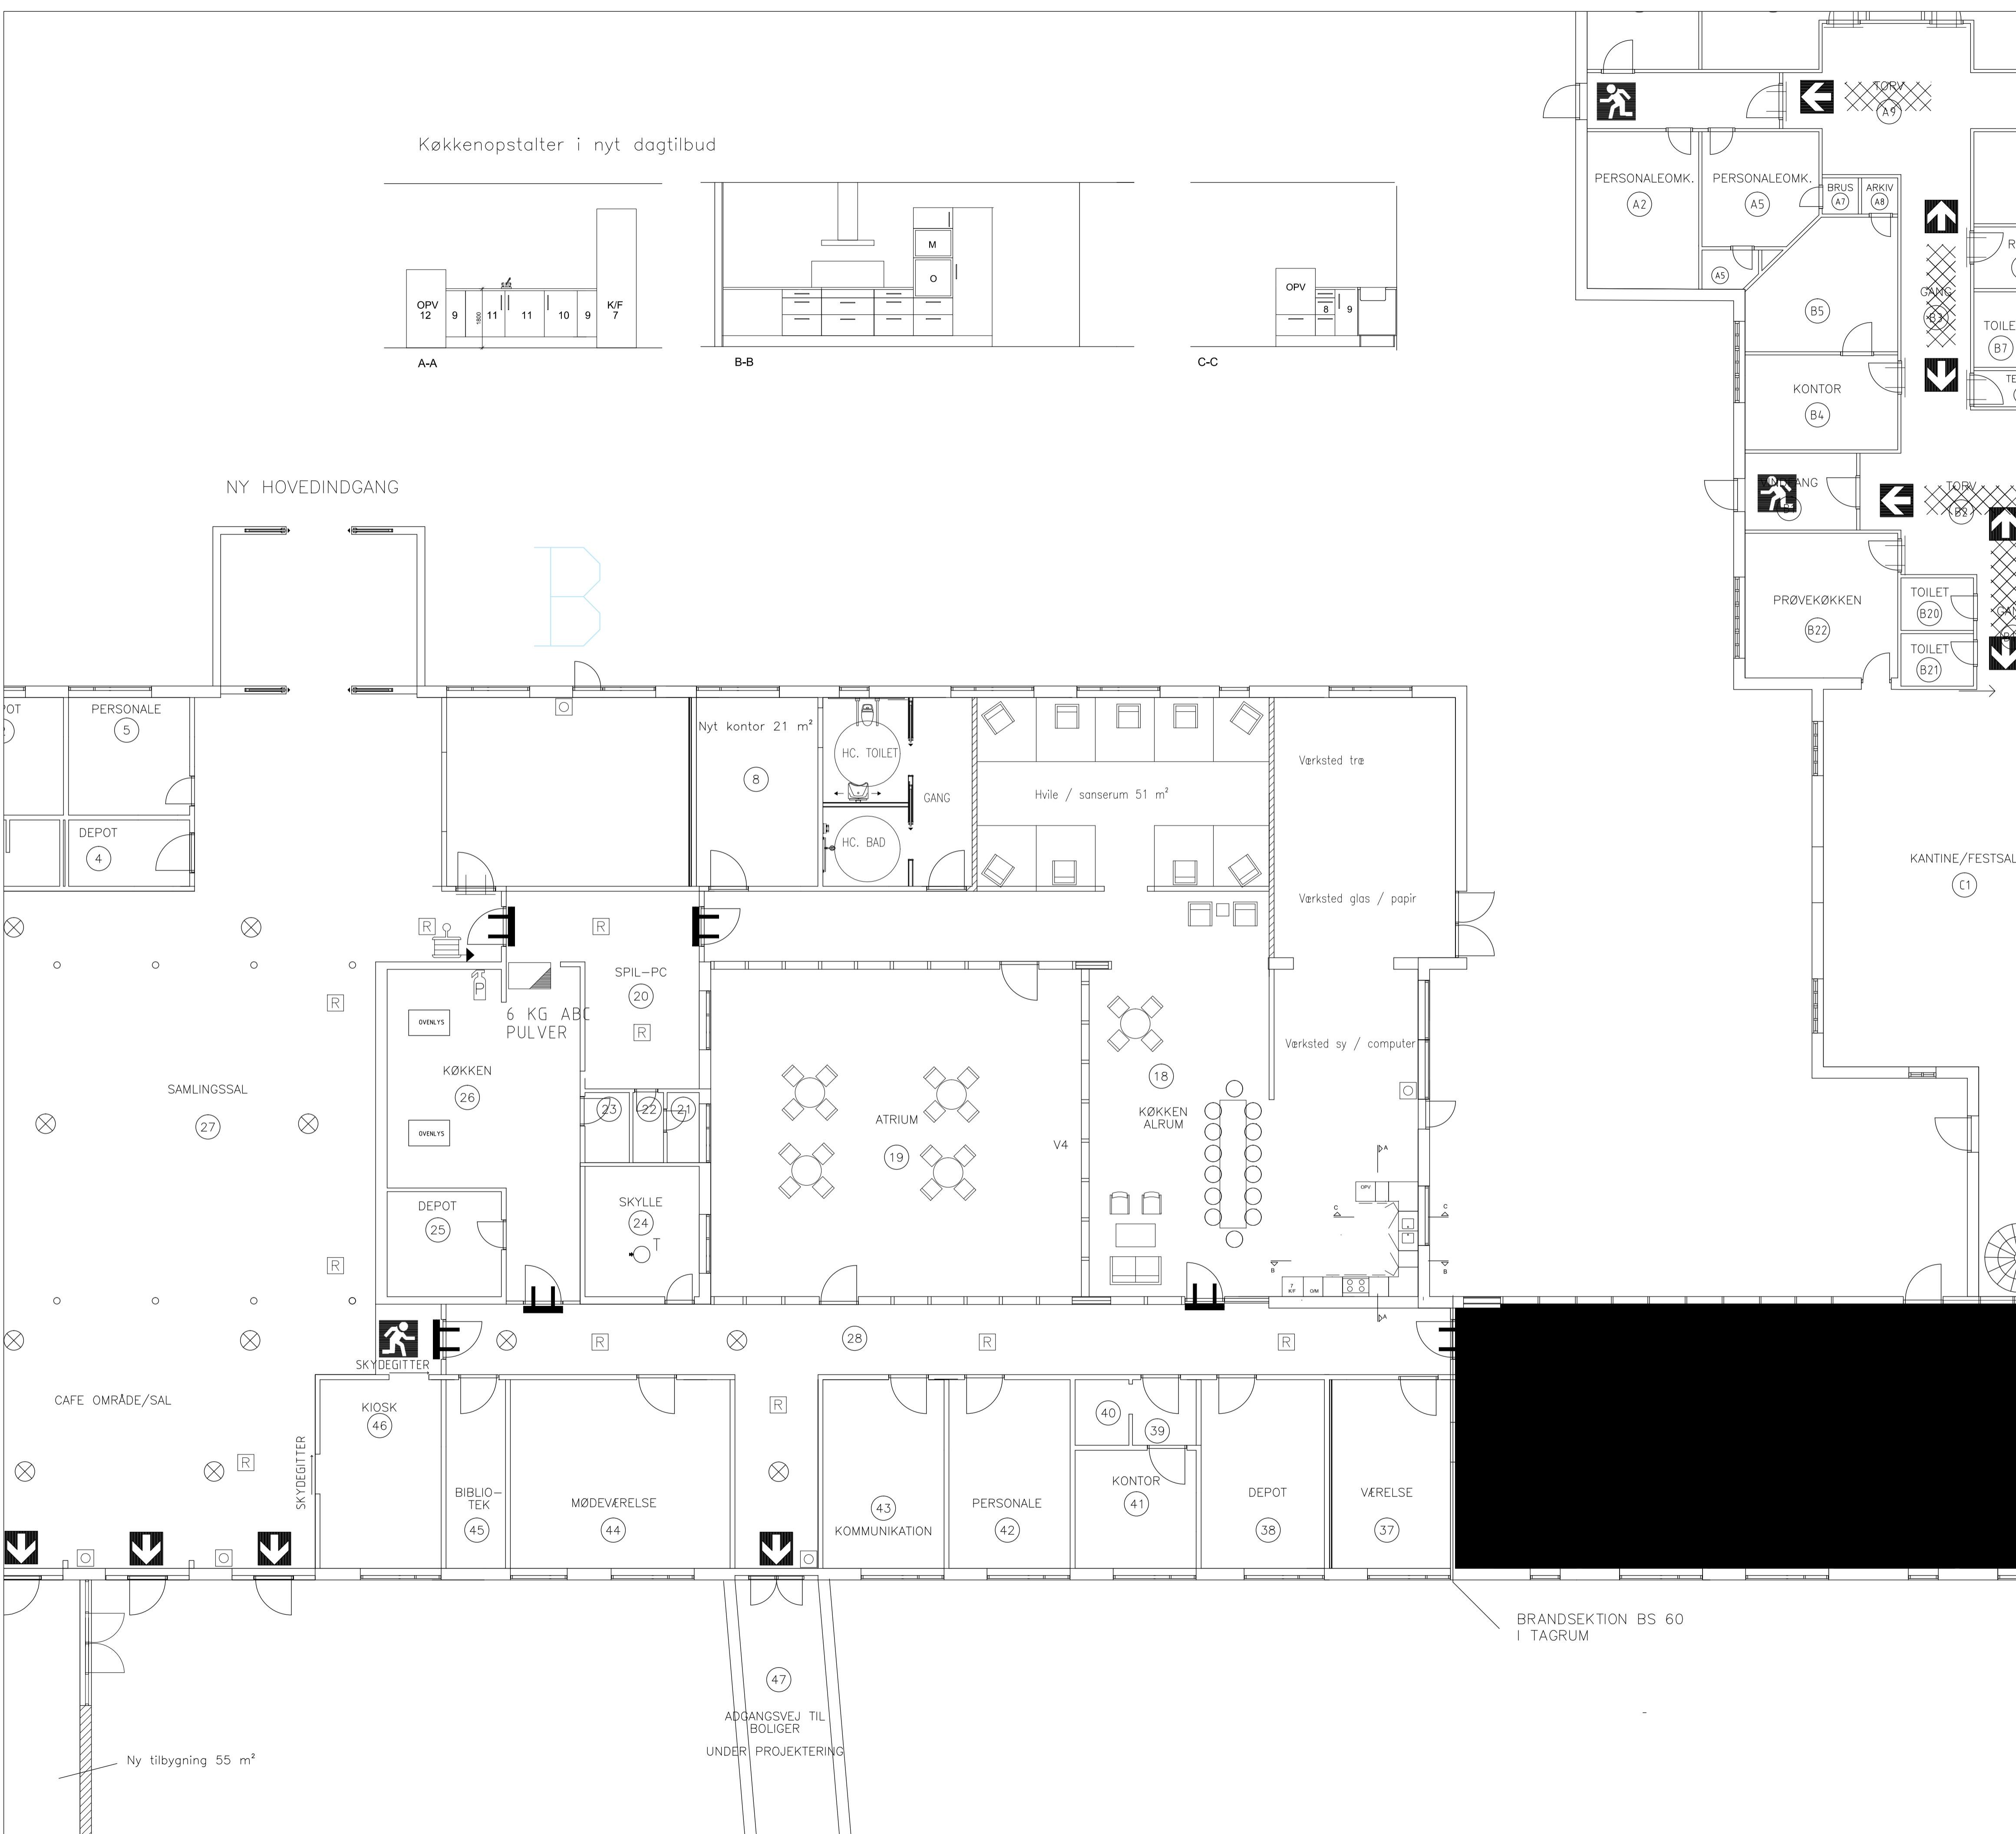 Køkkenopstalter i nyt dagtilbud
OPV
12
9
1800
11
11
10
9
K/F
7
A-A
M
O
B-B
OPV
8
9
C-C
TORV
A9
PERSONALEOMK.
A2
PERSONALEOMK.
A5
BRUS
A7
ARKIV
A8
A5
B5
GANG
B3
B7
KONTOR
B4
TORV
B2
PRØVEKØKKEN
B22
TOILET
B20
TOILET
B21
NY HOVEDINDGANG
B
PERSONALE
5
DEPOT
4
Nyt kontor 21 m²
8
HC. TOILET
HC. BAD
GANG
Hvile / sanserum 51 m²
Værksted træ
Værksted glas / papir
Værksted sy / computer
KANTINE/FESTSAL
C1
R
R
R
P
6 KG ABC
PULVER
SPIL-PC
20
R
OVENLYS
KØKKEN
26
OVENLYS
SAMLINGSSAL
27
23
22
21
DEPOT
25
SKYLLE
24
T
R
ATRIUM
19
V4
18
KØKKEN
ALRUM
A
OPV
C
C
B
B
7
K/F
O/M
A
28
R
R
R
SKYDEGITTER
CAFE OMRÅDE/SAL
R
SKYDEGITTER
KIOSK
46
BIBLIO-
TEK
45
MØDEVÆRELSE
44
R
43
KOMMUNIKATION
PERSONALE
42
40
39
KONTOR
41
DEPOT
38
VÆRELSE
37
BRANDSEKTION BS 60
I TAGRUM
47
ADGANGSVEJ TIL
BOLIGER
UNDER PROJEKTERING
Ny tilbygning 55 m²